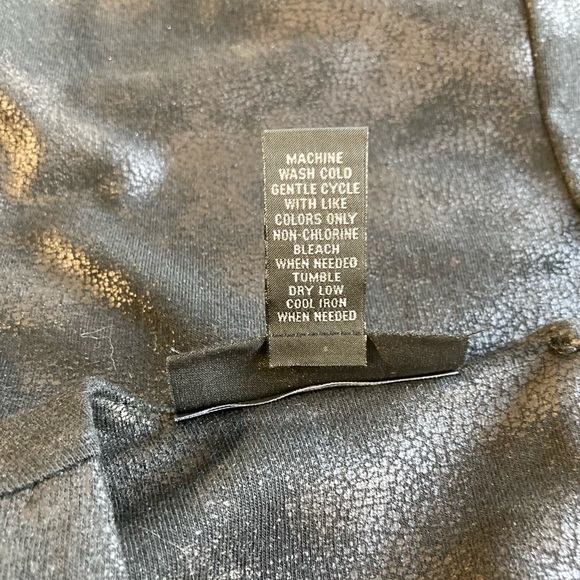 MACHINE
WASH COLD
GENTLE CYCLE
WITH LIKE
COLORS ONLY
NON-CHLORINE
BLEACH
WHEN NEEDED
TUMBLE
DRY LOW
COOL IRON
WHEN NEEDED